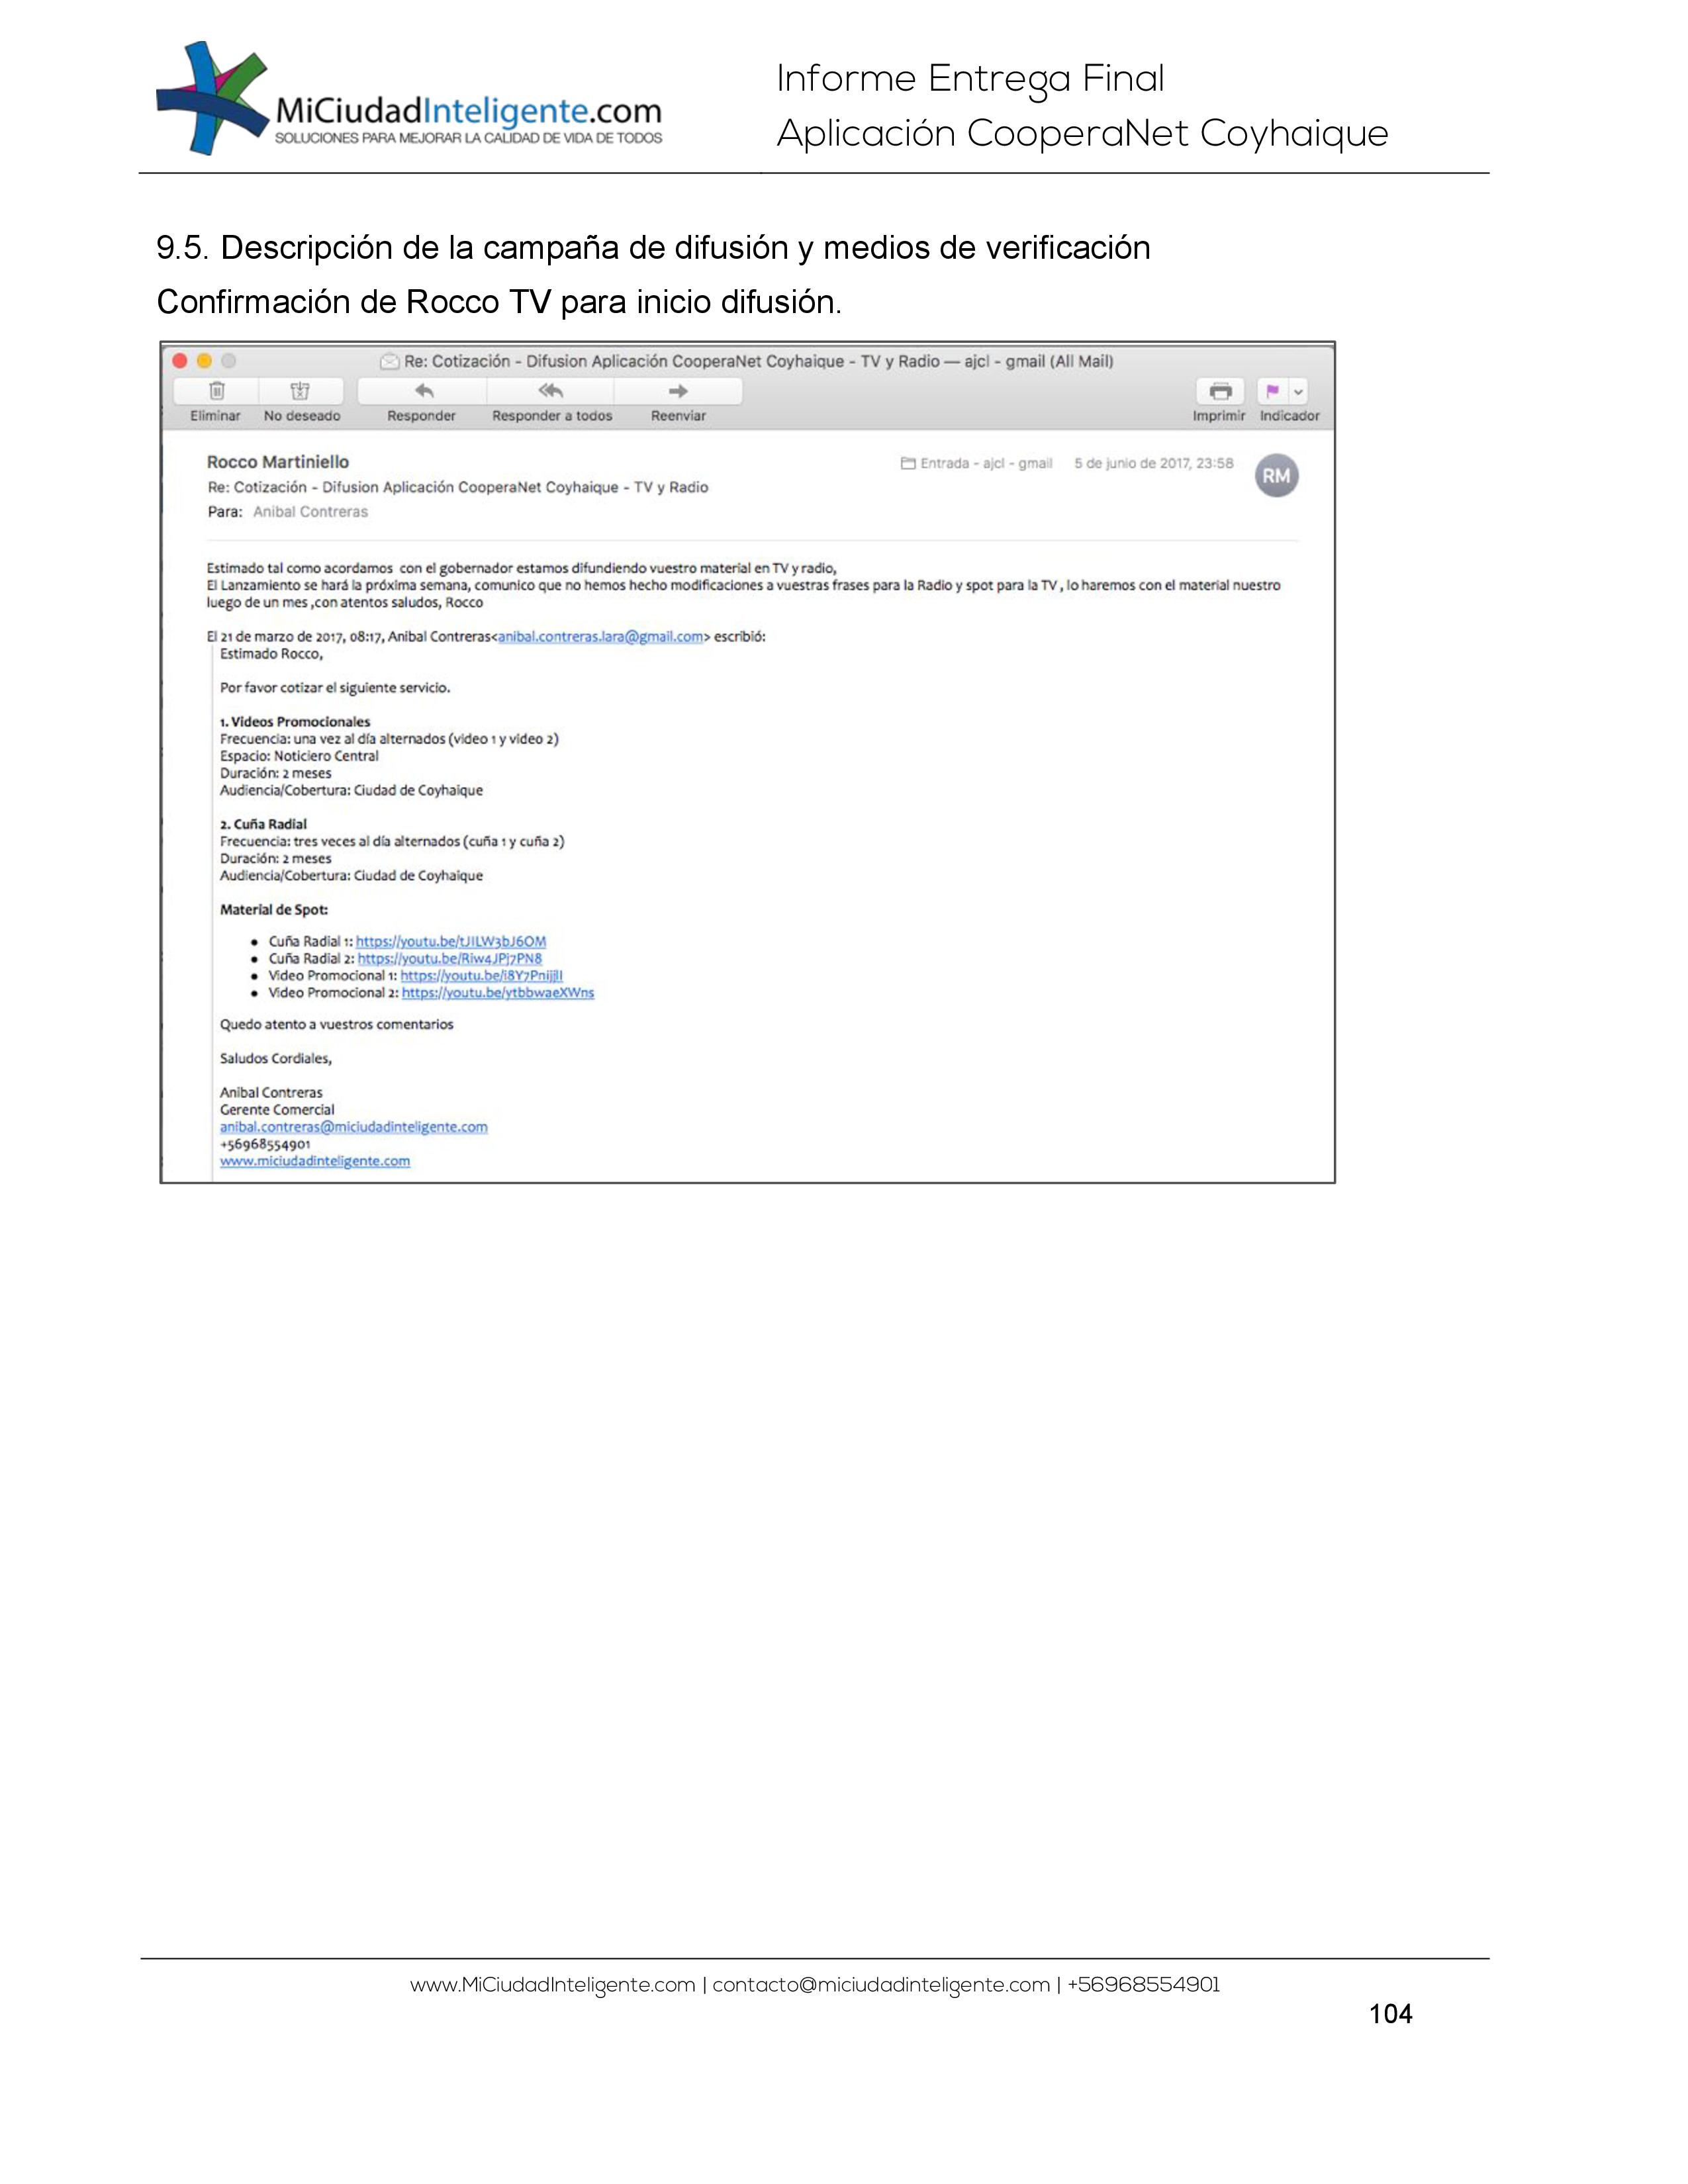 MiCiudadInteligente.com
SOLUCIONES PARA MEJORAR LA CALIDAD DE VIDA DE TODOS
Informe Entrega Final
Aplicación CooperaNet Coyhaique
9.5. Descripción de la campaña de difusión y medios de verificación
Confirmación de Rocco TV para inicio difusión.
Re: Cotización - Difusion Aplicación CooperaNet Coyhaique - TV y Radio — ajcl - gmail (All Mail)
Eliminar No deseado Responder Responder a todos Reenviar Imprimir Indicador
Rocco Martiniello
Entrada - ajcl - gmail 5 de junio de 2017, 23:58
RM
Re: Cotización - Difusion Aplicación CooperaNet Coyhaique - TV y Radio
Para: Anibal Contreras
Estimado tal como acordamos con el gobernador estamos difundiendo vuestro material en TV y radio,
El Lanzamiento se hará la próxima semana, comunico que no hemos hecho modificaciones a vuestras frases para la Radio y spot para la TV , lo haremos con el material nuestro
luego de un mes ,con atentos saludos, Rocco
El 21 de marzo de 2017, 08:17, Anibal Contreras<anibal.contreras.lara@gmail.com> escribió:
Estimado Rocco,
Por favor cotizar el siguiente servicio.
1. Videos Promocionales
Frecuencia: una vez al día alternados (video 1 y video 2)
Espacio: Noticiero Central
Duración: 2 meses
Audiencia/Cobertura: Ciudad de Coyhaique
2. Cuña Radial
Frecuencia: tres veces al día alternados (cuña 1 y cuña 2)
Duración: 2 meses
Audiencia/Cobertura: Ciudad de Coyhaique
Material de Spot:
• Cuña Radial 1: https://youtu.be/tJILW3bJ6OM
• Cuña Radial 2: https://youtu.be/Riw4JPj7PN8
• Video Promocional 1:
• Video Promocional 2: https://youtu.be/ytbbwaeXWns
Quedo atento a vuestros comentarios
Saludos Cordiales,
Anibal Contreras
Gerente Comercial
anibal.contreras@miciudadinteligente.com
+56968554901
www.miciudadinteligente.com
www.MiCiudadInteligente.com | contacto@miciudadinteligente.com | +56968554901
104